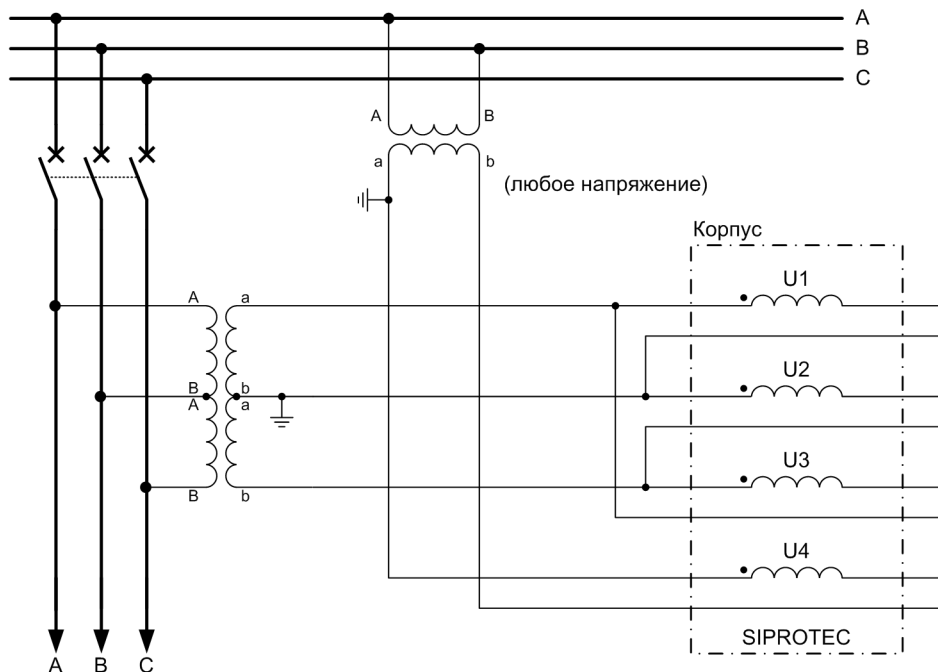 A
B
C
A B
a b
(любое напряжение)
Корпус
U1
A a
U2
B b
A a
U3
B b
U4
SIPROTEC
A B C